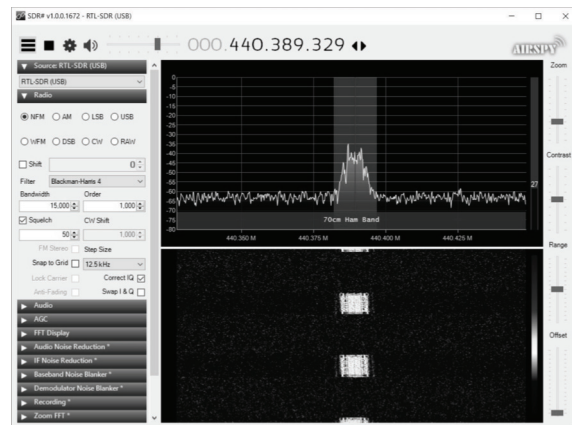 SDR# v1.0.0.1672 - RTL-SDR (USB)
000.440.389.329
AIRSPY
Source: RTL-SDR (USB)
RTL-SDR (USB)
Radio
NFM AM LSB USB
WFM DSB CW RAW
Shift 0
Filter Blackman-Harris 4
Bandwidth Order
15,000 1,000
Squelch CW Shift
50 1,000
FM Stereo Step Size
Snap to Grid 12.5 kHz
Lock Carrier Correct IQ
Anti-Fading Swap I & Q
Audio
AGC
FFT Display
Audio Noise Reduction *
IF Noise Reduction *
Baseband Noise Blanker *
Demodulator Noise Blanker *
Recording *
Zoom FFT *
0
-5
-10
-15
-20
-25
-30
-35
-40
-45
-50
-55
-60
-65
-70
-75
-80
27
70cm Ham Band
440.350 M 440.375 M 440.400 M 440.425 M
Zoom
Contrast
Range
Offset